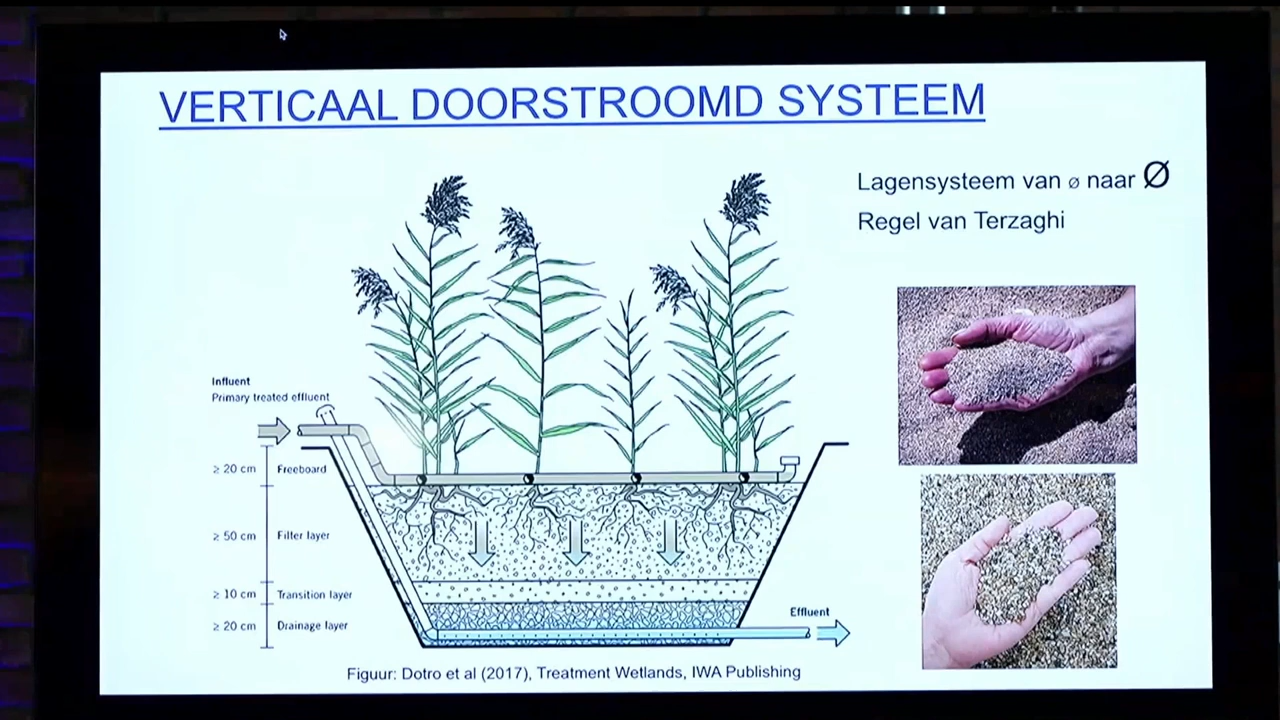 VERTICAAL DOORSTROOMD SYSTEEM
Lagensysteem van ø naar Ø
Regel van Terzaghi
Influent
Primary treated effluent
≥ 20 cm Freeboard
≥ 50 cm Filter layer
≥ 10 cm Transition layer
≥ 20 cm Drainage layer
Effluent
Figuur: Dotro et al (2017), Treatment Wetlands, IWA Publishing